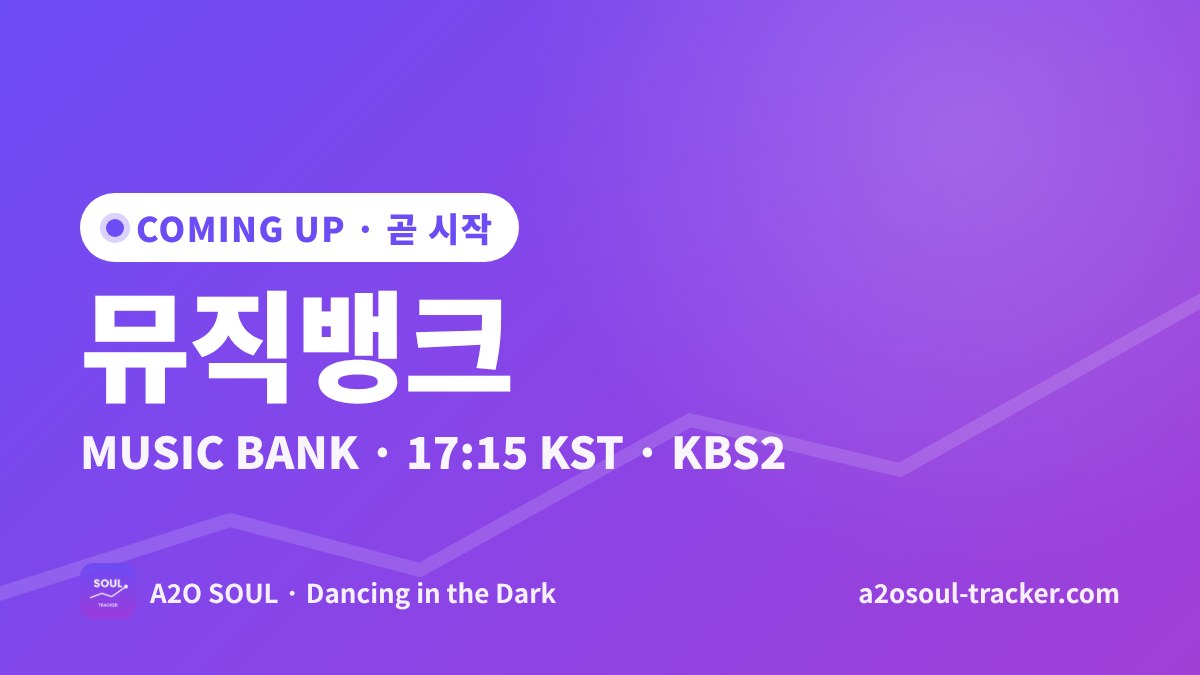 COMING UP · 곧 시작
뮤직뱅크
MUSIC BANK · 17:15 KST · KBS2
SOUL
TRACKER
A2O SOUL · Dancing in the Dark
a2osoul-tracker.com